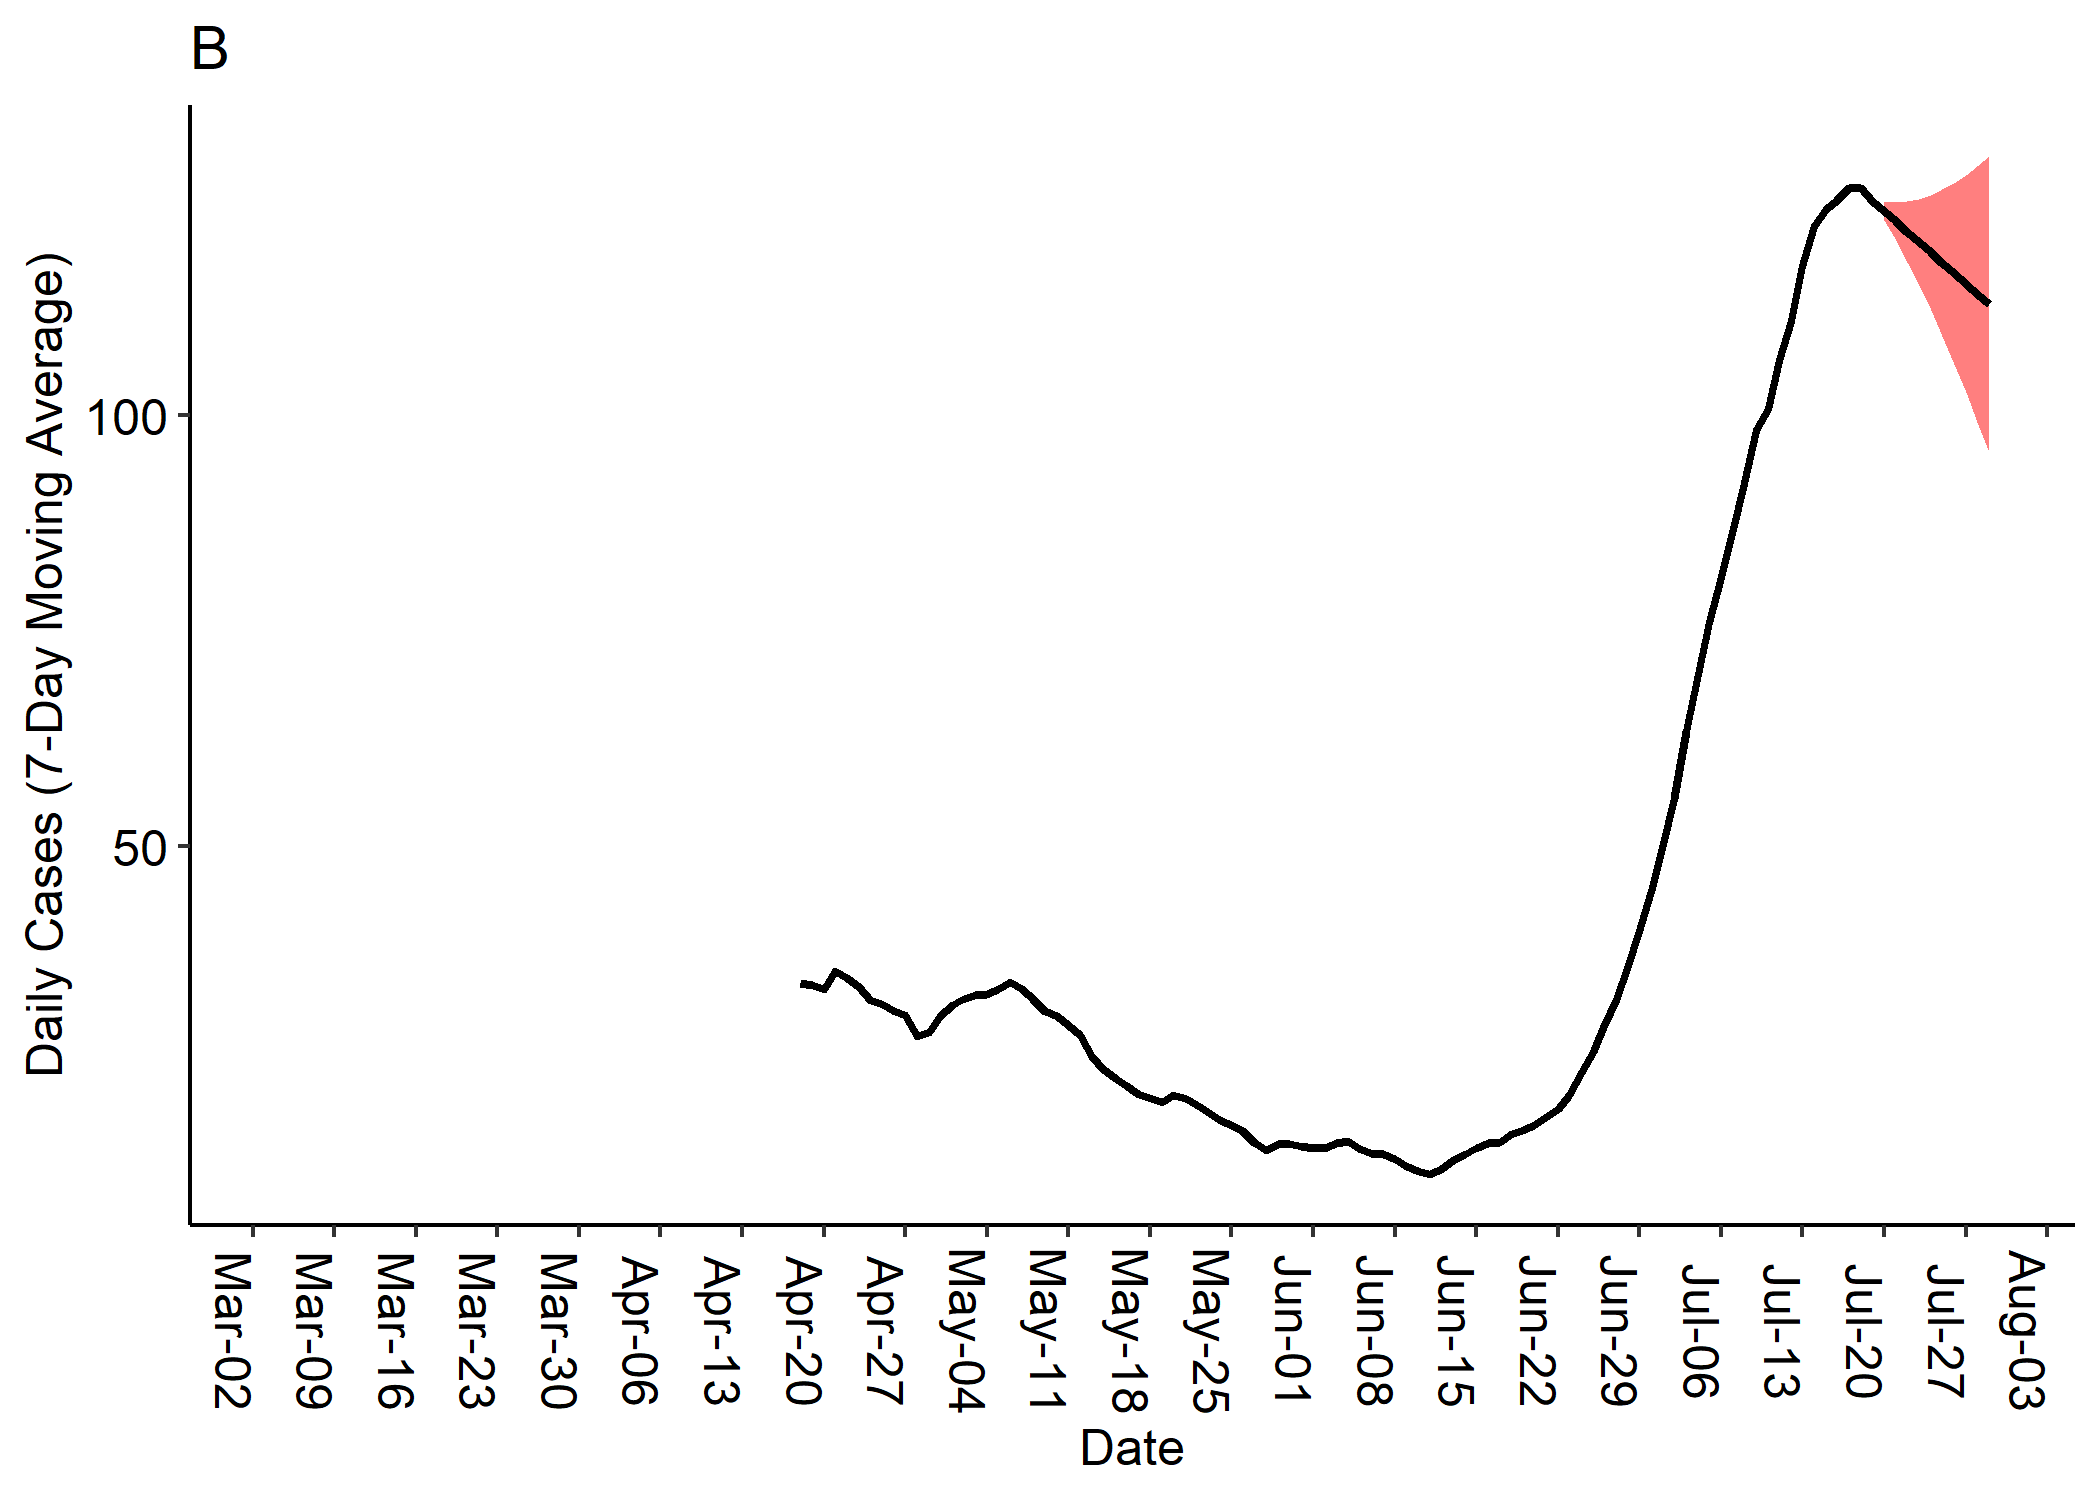 B
Daily Cases (7-Day Moving Average)
100
50
Mar-02
Mar-09
Mar-16
Mar-23
Mar-30
Apr-06
Apr-13
Apr-20
Apr-27
May-04
May-11
May-18
May-25
Jun-01
Jun-08
Jun-15
Jun-22
Jun-29
Jul-06
Jul-13
Jul-20
Jul-27
Aug-03
Date